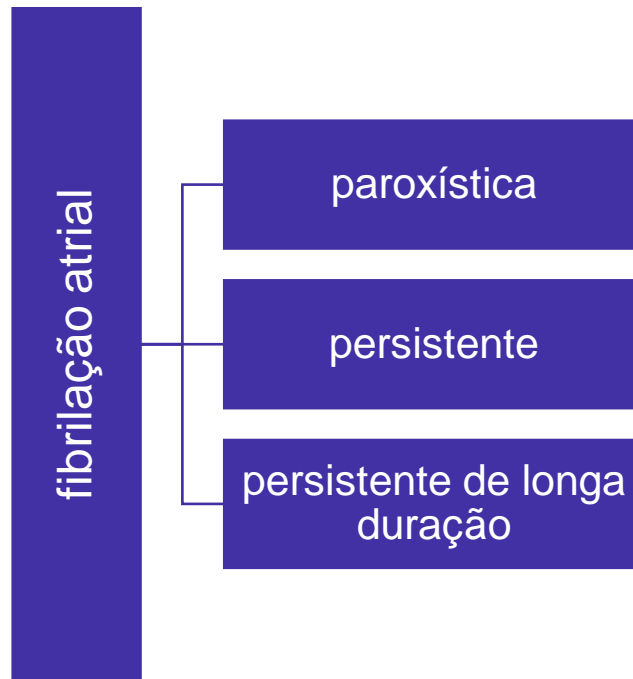 fibrilação atrial
paroxística
persistente
persistente de longa
duração